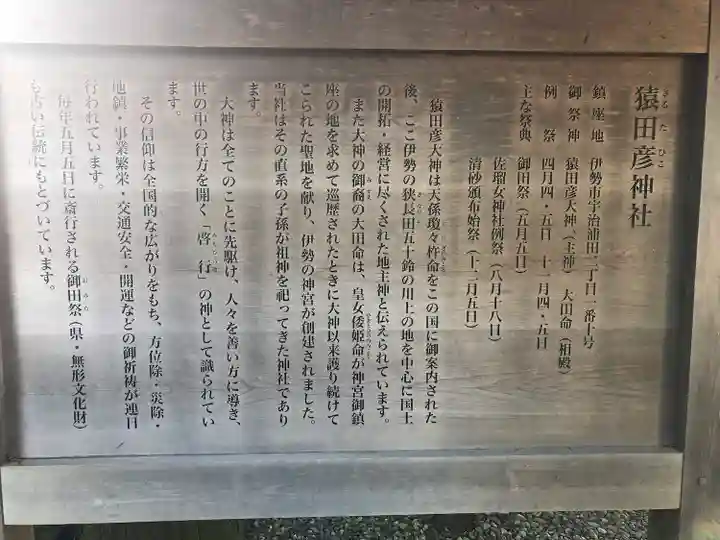 猿田彦神社
鎮座地 伊勢市宇治浦田二丁目一番十号
御祭神 猿田彦大神(主神) 大田命(相殿)
例祭 四月四・五日 十一月四・五日
主な祭典 御田祭(五月五日)
佐瑠女神社例祭(八月十八日)
清砂頒布始祭(十二月五日)
猿田彦大神は天孫瓊々杵命をこの国に御案内された
後、ここ伊勢の狭長田五十鈴の川上の地を中心に国土
の開拓・経営に尽くされた地主神と伝えられています。
また大神の御裔の大田命は、皇女倭姫命が神宮御鎮
座の地を求めて巡歴されたときに大神以来護り続けて
こられた聖地を献り、伊勢の神宮が創建されました。
当社はその直系の子孫が祖神を祀ってきた神社であり
ます。
大神は全てのことに先駆け、人々を善い方に導き、
世の中の行方を開く「啓行」の神として識られてい
ます。
その信仰は全国的な広がりをもち、方位除・災除・
地鎮・事業繁栄・交通安全・開運などの御祈祷が連日
行われています。
毎年五月五日に斎行される御田祭(県・無形文化財)
も古い伝統にもとづいています。